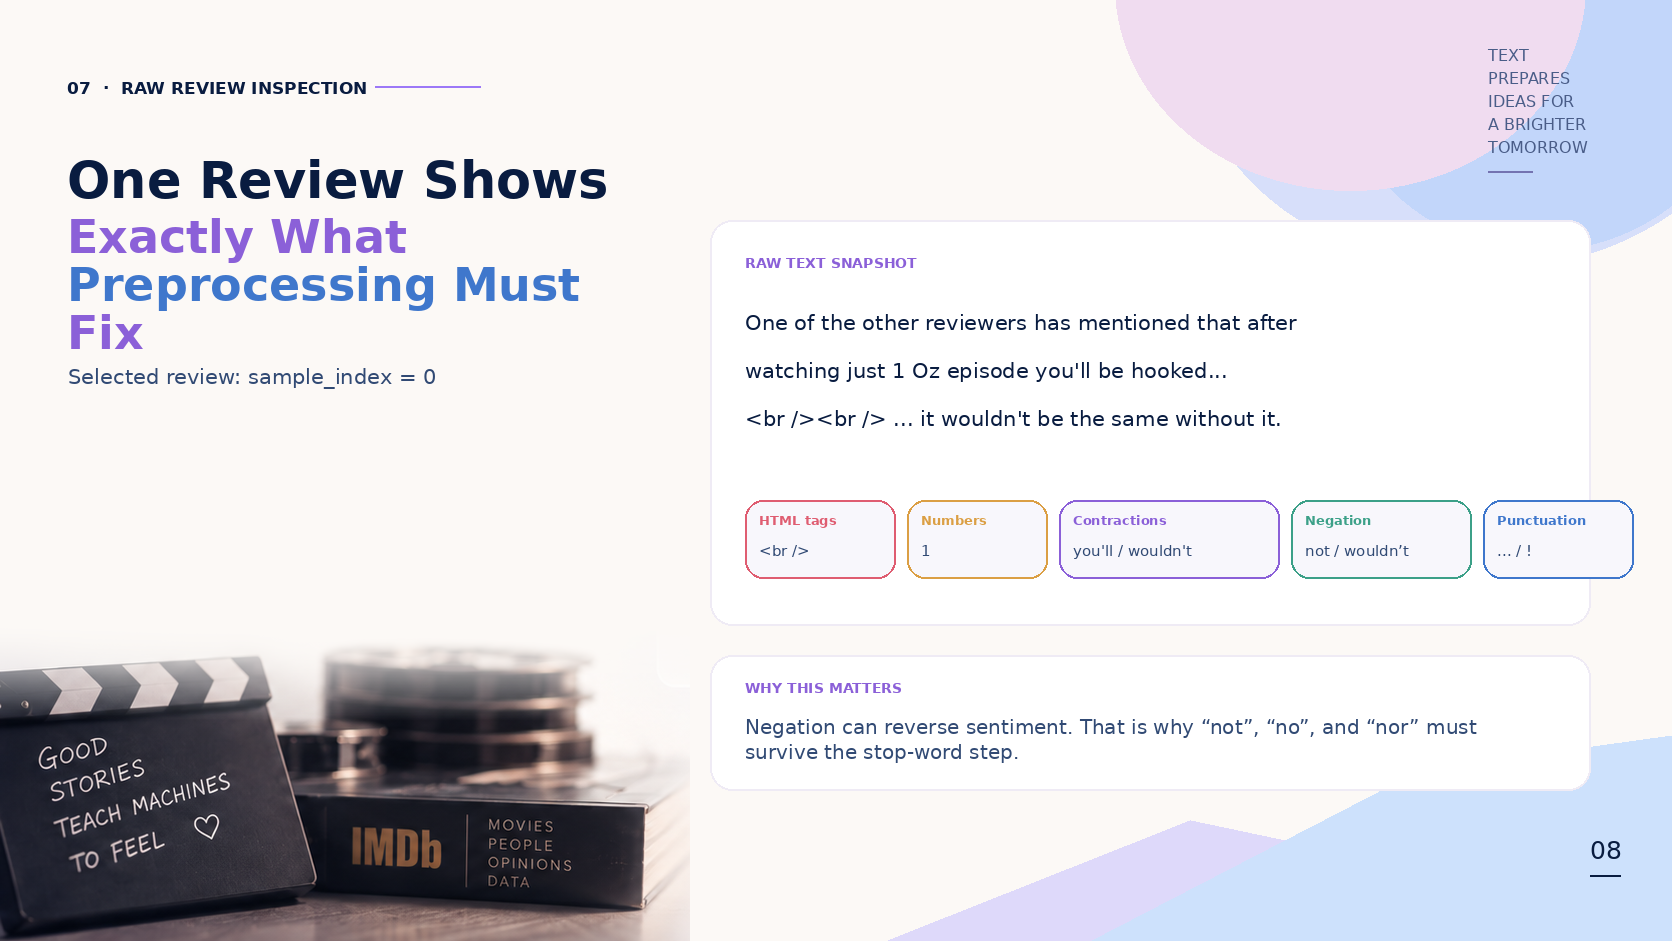 07 · RAW REVIEW INSPECTION
TEXT
PREPARES
IDEAS FOR
A BRIGHTER
TOMORROW
One Review Shows
Exactly What
Preprocessing Must
Fix
Selected review: sample_index = 0
RAW TEXT SNAPSHOT
One of the other reviewers has mentioned that after
watching just 1 Oz episode you'll be hooked...
<br /><br /> ... it wouldn't be the same without it.
HTML tags
<br />
Numbers
1
Contractions
you'll / wouldn't
Negation
not / wouldn’t
Punctuation
... / !
WHY THIS MATTERS
Negation can reverse sentiment. That is why “not”, “no”, and “nor” must
survive the stop-word step.
GOOD
STORIES
TEACH MACHINES
TO FEEL ♡
IMDb
MOVIES
PEOPLE
OPINIONS
DATA
08